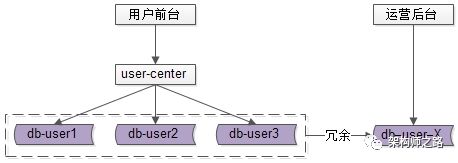 用户前台
运营后台
user-center
db-user1
db-user2
db-user3
冗余
db-user-X
架构师之路